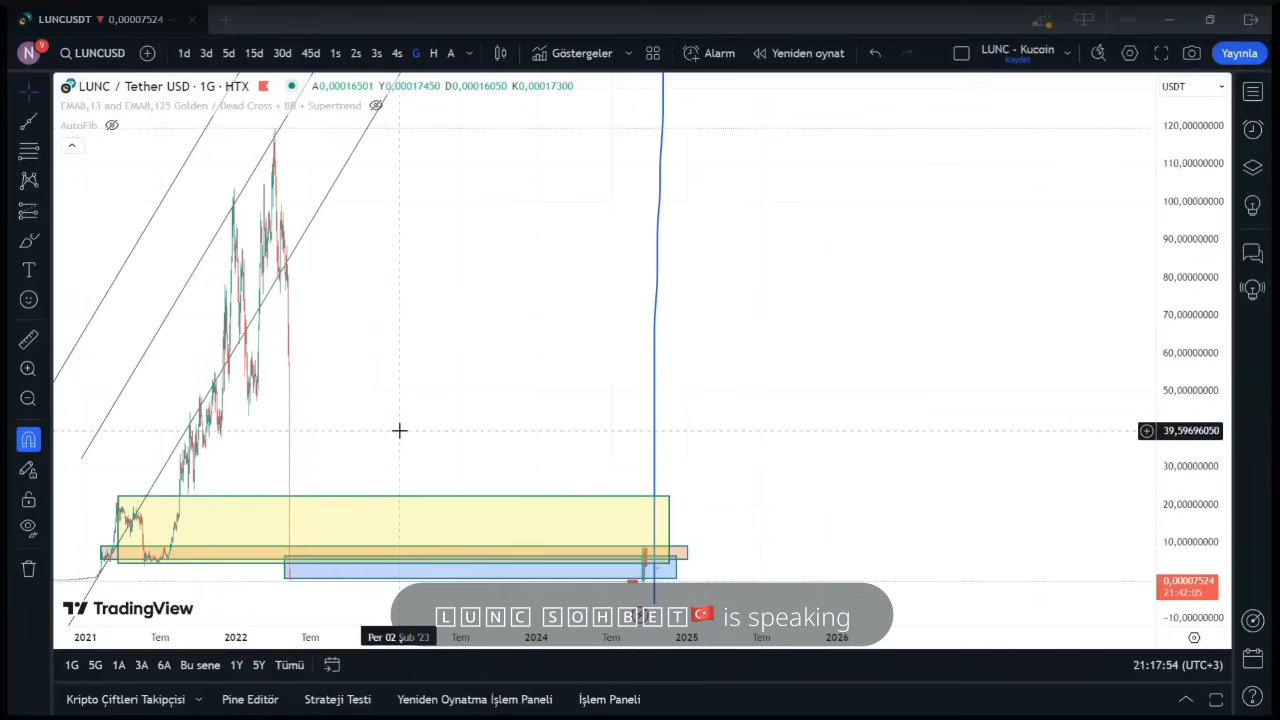 LUNCUSDT ▼ 0,00007524
N 9 LUNCUSD 1d 3d 5d 15d 30d 45d 1s 2s 3s 4s G H A Göstergeler Alarm Yeniden oynat LUNC - Kucoin Kaydet Yayınla
LUNC / Tether USD · 1G · HTX A0,00016501 Y0,00017450 D0,00016050 K0,00017300 USDT
EMA8,13 and EMA8,125 Golden / Dead Cross + BB + Supertrend
AutoFib
120,00000000
110,00000000
100,00000000
90,00000000
80,00000000
70,00000000
60,00000000
50,00000000
39,59696050
30,00000000
20,00000000
10,00000000
0,00007524
21:42:05
-10,00000000
TradingView
LUNC SOHBET🇹🇷 is speaking
2021 Tem 2022 Tem Per 02 Şub '23 Tem 2024 Tem 2025 Tem 2026
1G 5G 1A 3A 6A Bu sene 1Y 5Y Tümü 21:17:54 (UTC+3)
Kripto Çiftleri Takipçisi Pine Editör Strateji Testi Yeniden Oynatma İşlem Paneli İşlem Paneli